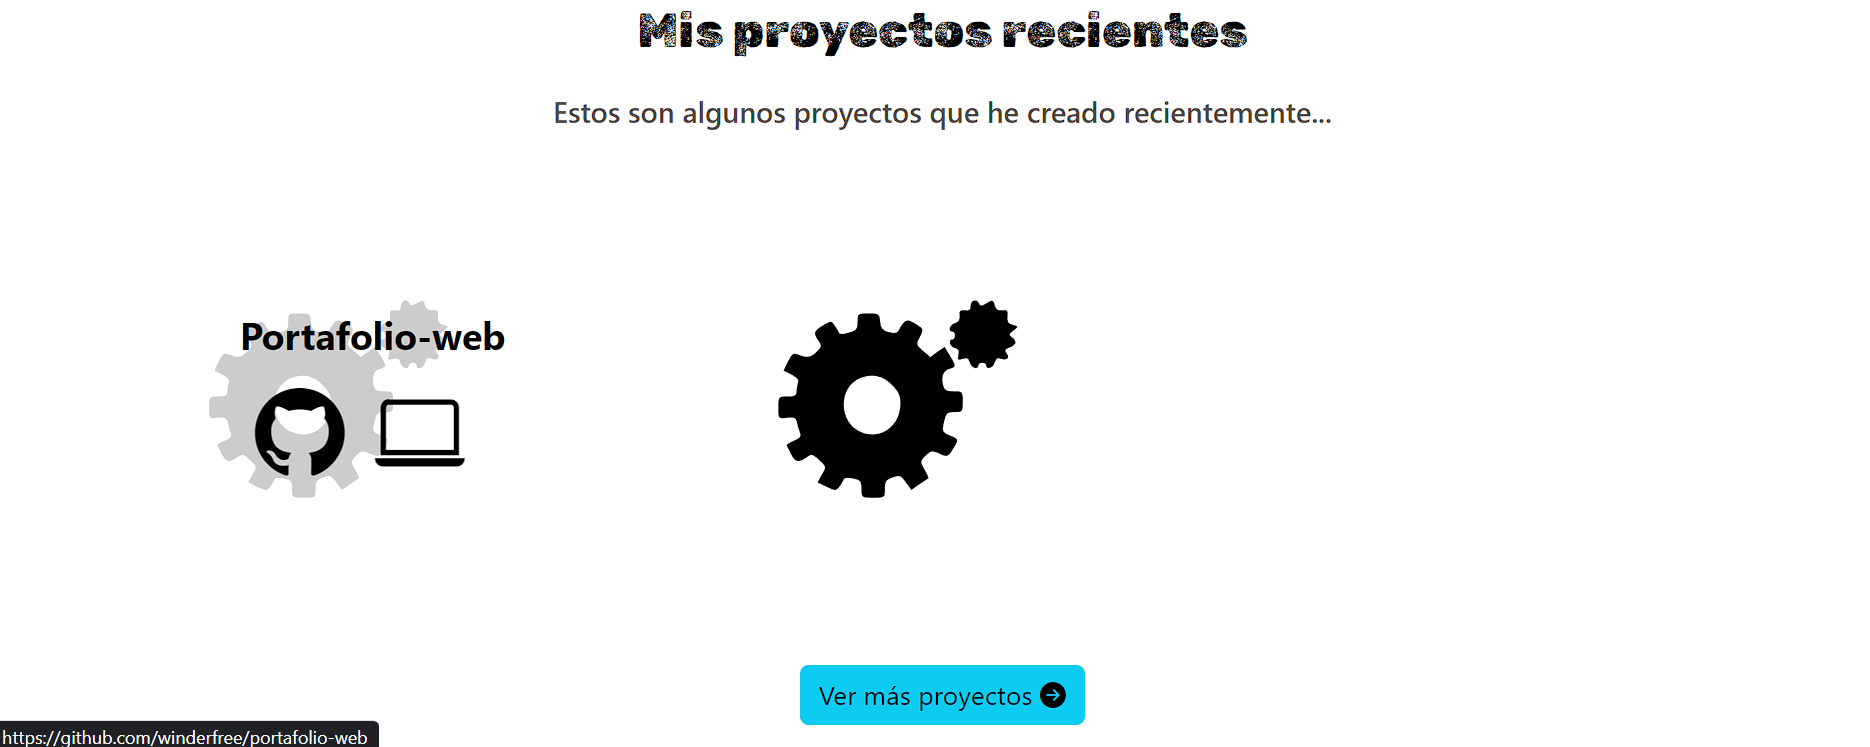 Mis proyectos recientes
Estos son algunos proyectos que he creado recientemente...
Portafolio-web
Ver más proyectos
https://github.com/winderfree/portafolio-web